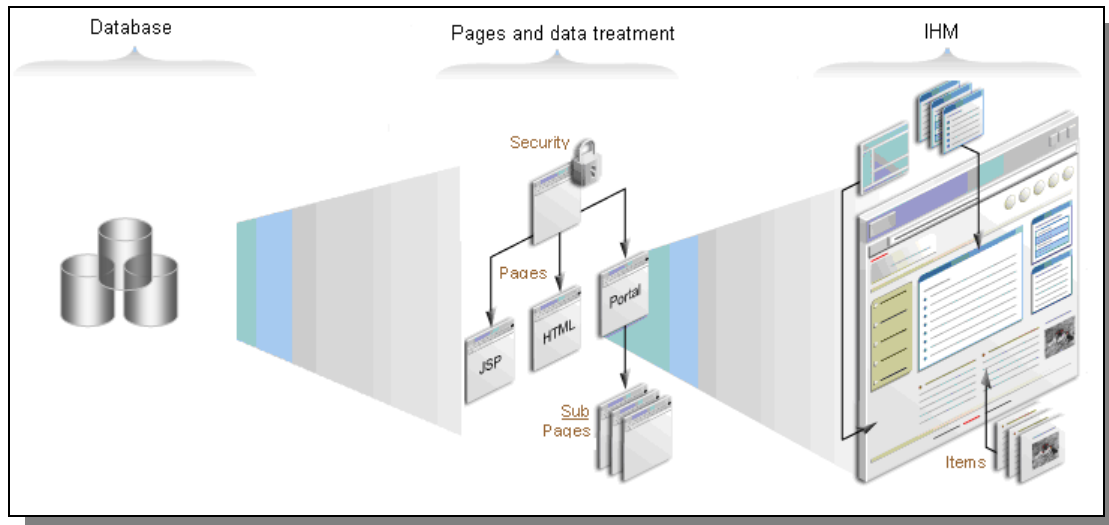 Database
Pages and data treatment
IHM
Security
Pages
Portal
HTML
JSP
Sub
Pages
Items